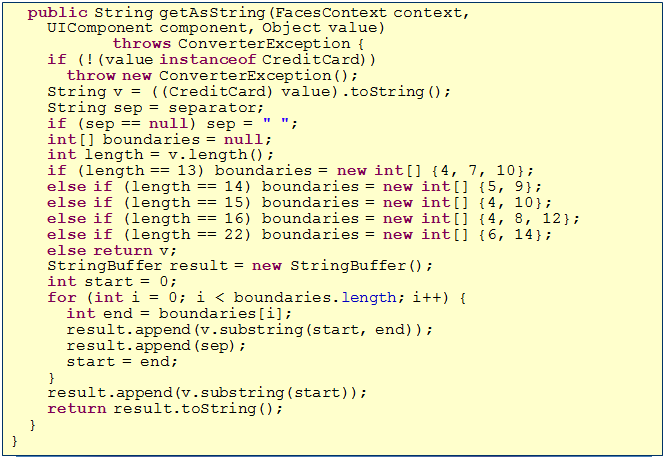 public String getAsString(FacesContext context,
UIComponent component, Object value)
throws ConverterException {
if (!(value instanceof CreditCard))
throw new ConverterException();
String v = ((CreditCard) value).toString();
String sep = separator;
if (sep == null) sep = " ";
int[] boundaries = null;
int length = v.length();
if (length == 13) boundaries = new int[] {4, 7, 10};
else if (length == 14) boundaries = new int[] {5, 9};
else if (length == 15) boundaries = new int[] {4, 10};
else if (length == 16) boundaries = new int[] {4, 8, 12};
else if (length == 22) boundaries = new int[] {6, 14};
else return v;
StringBuffer result = new StringBuffer();
int start = 0;
for (int i = 0; i < boundaries.length; i++) {
int end = boundaries[i];
result.append(v.substring(start, end));
result.append(sep);
start = end;
}
result.append(v.substring(start));
return result.toString();
}
}